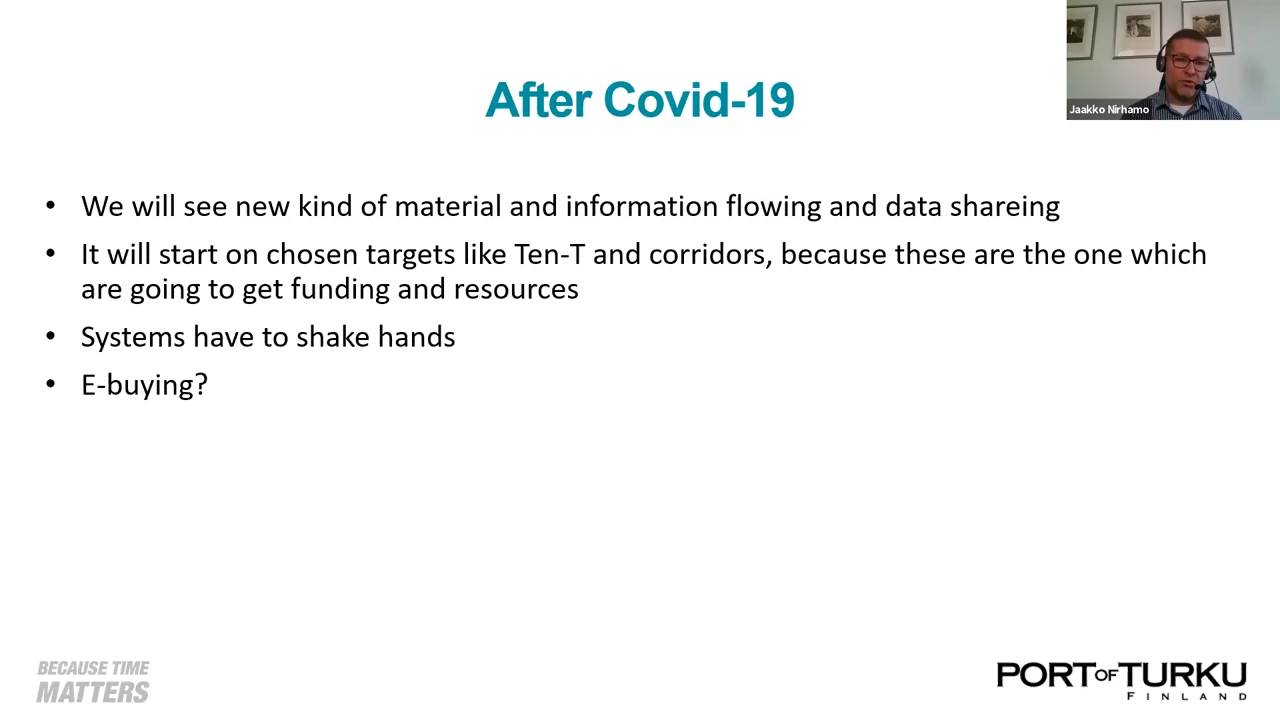 Jaakko Nirhamo
After Covid-19
• We will see new kind of material and information flowing and data shareing
• It will start on chosen targets like Ten-T and corridors, because these are the one which
are going to get funding and resources
• Systems have to shake hands
• E-buying?
BECAUSE TIME
MATTERS
PORT OF TURKU
FINLAND